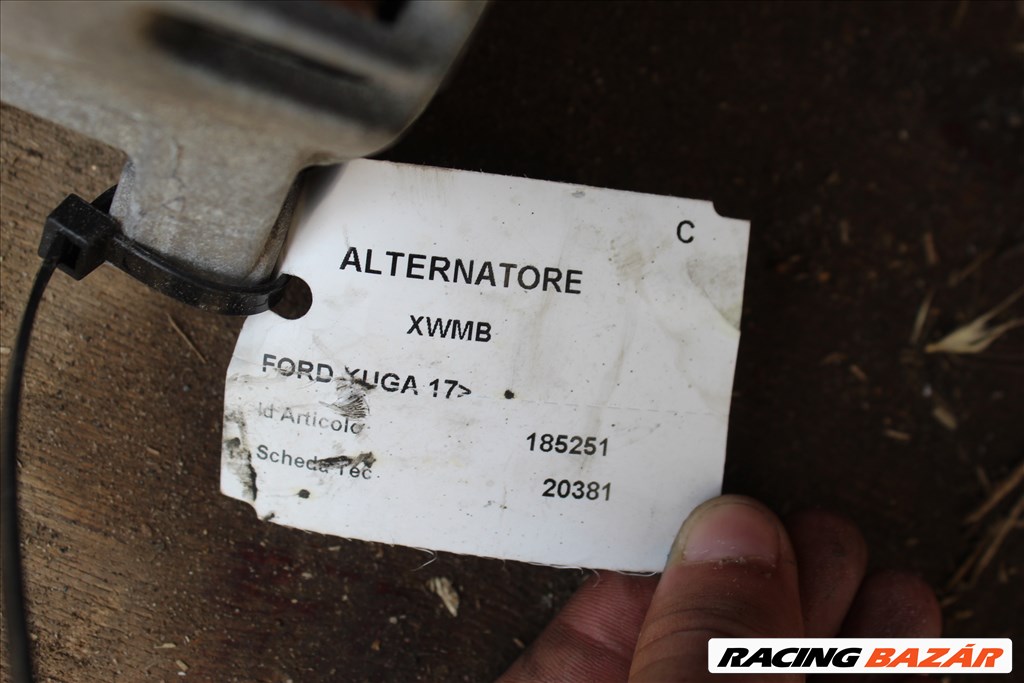 C
ALTERNATORE
XWMB
FORD KUGA 17>
Id Articolo 185251
Scheda Tec. 20381
RACING BAZÁR